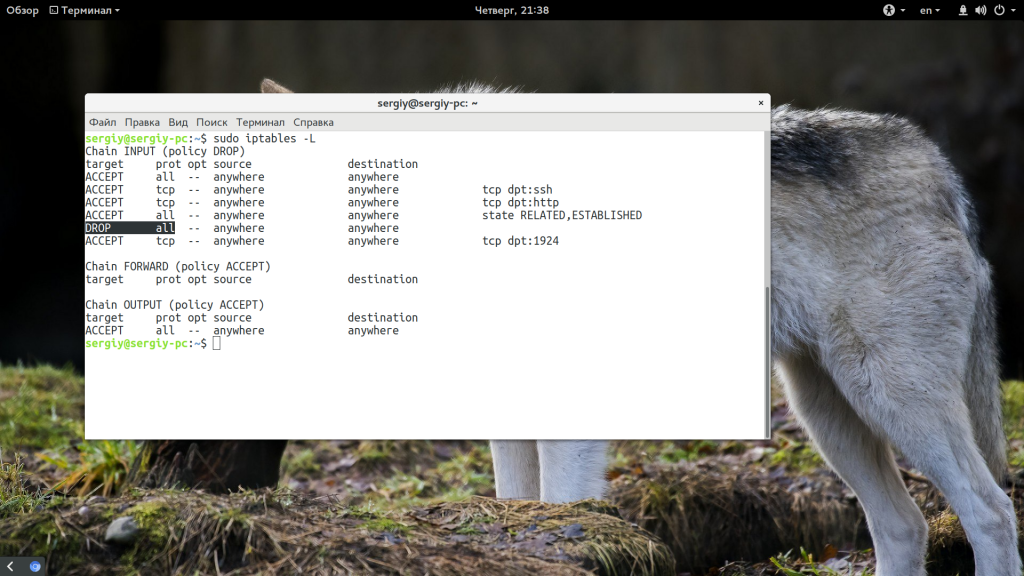 Обзор Терминал Четверг, 21:38 en
sergiy@sergiy-pc: ~ ×
Файл Правка Вид Поиск Терминал Справка
sergiy@sergiy-pc:~$ sudo iptables -L
Chain INPUT (policy DROP)
target     prot opt source               destination
ACCEPT     all  --  anywhere             anywhere
ACCEPT     tcp  --  anywhere             anywhere             tcp dpt:ssh
ACCEPT     tcp  --  anywhere             anywhere             tcp dpt:http
ACCEPT     all  --  anywhere             anywhere             state RELATED,ESTABLISHED
DROP       all  --  anywhere             anywhere
ACCEPT     tcp  --  anywhere             anywhere             tcp dpt:1924

Chain FORWARD (policy ACCEPT)
target     prot opt source               destination

Chain OUTPUT (policy ACCEPT)
target     prot opt source               destination
ACCEPT     all  --  anywhere             anywhere
sergiy@sergiy-pc:~$